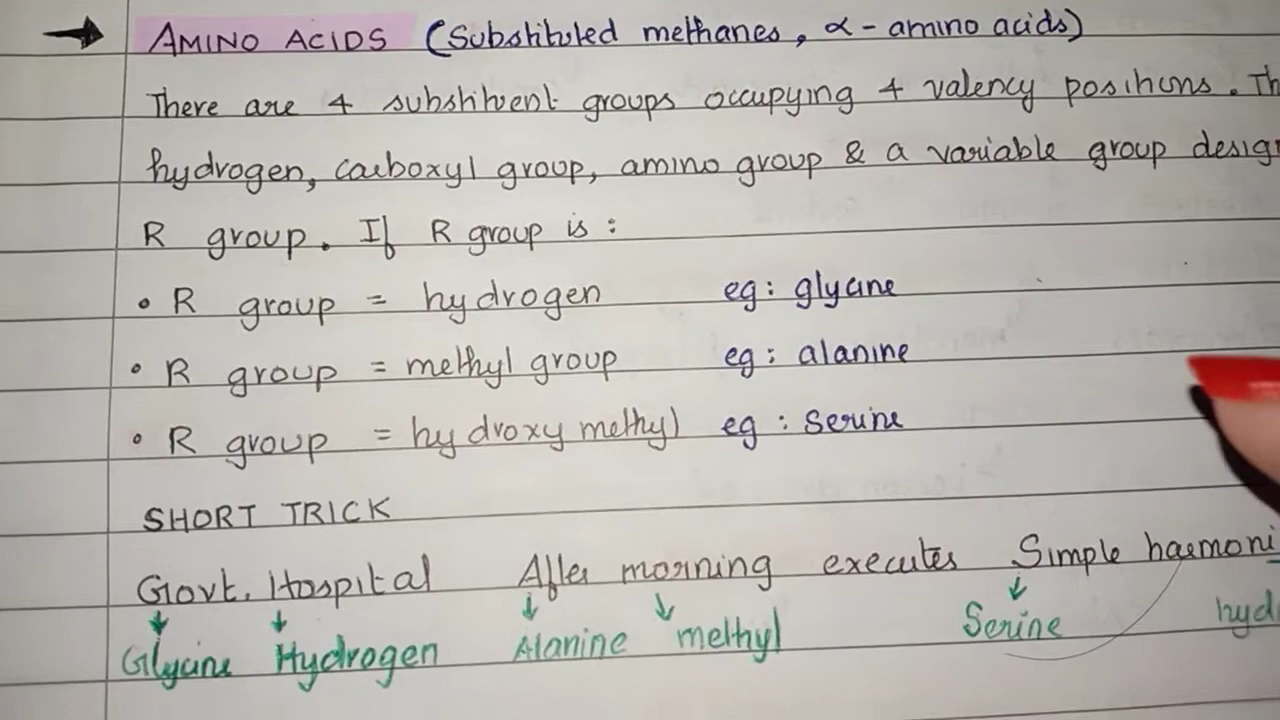 AMINO ACIDS (Substituted methanes, α - amino acids)
There are 4 substituent groups occupying 4 valency positions. Th
hydrogen, carboxyl group, amino group & a variable group desig
R group. If R group is :
• R group = hydrogen eg: glycine
• R group = methyl group eg: alanine
• R group = hydroxy methyl eg : Serine
SHORT TRICK
Govt. Hospital After morning executes Simple harmoni
Glycine Hydrogen Alanine methyl Serine hyd